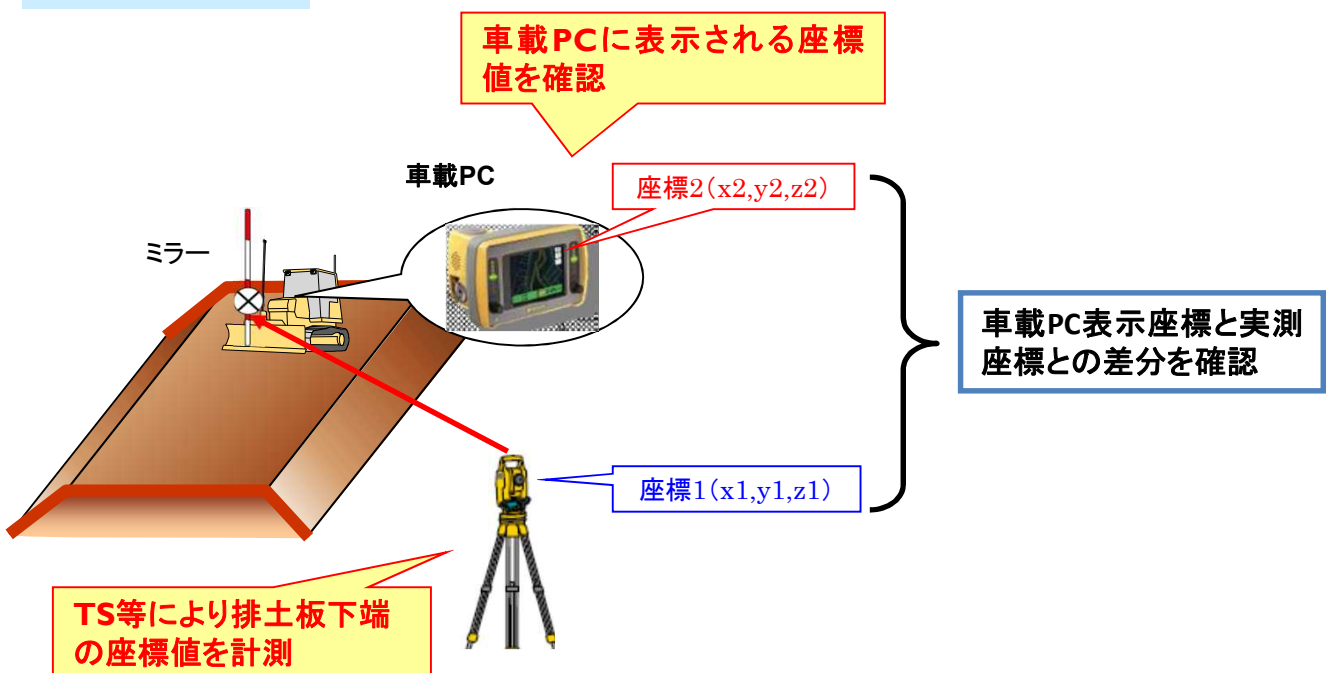 車載PCに表示される座標
値を確認
車載PC
座標2(x2,y2,z2)
ミラー
車載PC表示座標と実測
座標との差分を確認
座標1(x1,y1,z1)
TS等により排土板下端
の座標値を計測